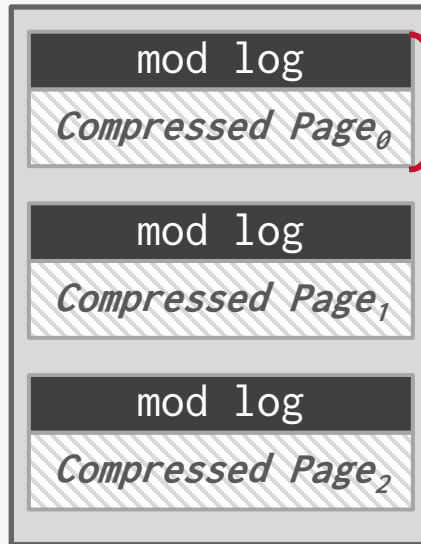 mod log
Compressed Page₀
mod log
Compressed Page₁
mod log
Compressed Page₂